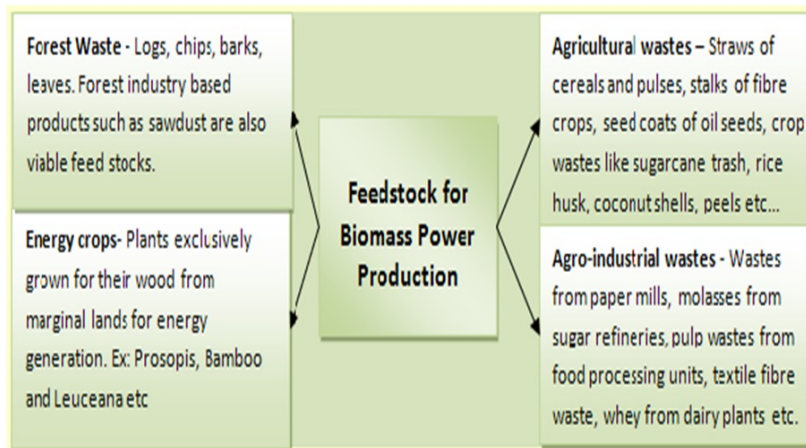 Forest Waste - Logs, chips, barks,
leaves. Forest industry based
products such as sawdust are also
viable feed stocks.
Energy crops- Plants exclusively
grown for their wood from
marginal lands for energy
generation. Ex: Prosopis, Bamboo
and Leuceana etc
Feedstock for
Biomass Power
Production
Agricultural wastes – Straws of
cereals and pulses, stalks of fibre
crops, seed coats of oil seeds, crop
wastes like sugarcane trash, rice
husk, coconut shells, peels etc...
Agro-industrial wastes - Wastes
from paper mills, molasses from
sugar refineries, pulp wastes from
food processing units, textile fibre
waste, whey from dairy plants etc.